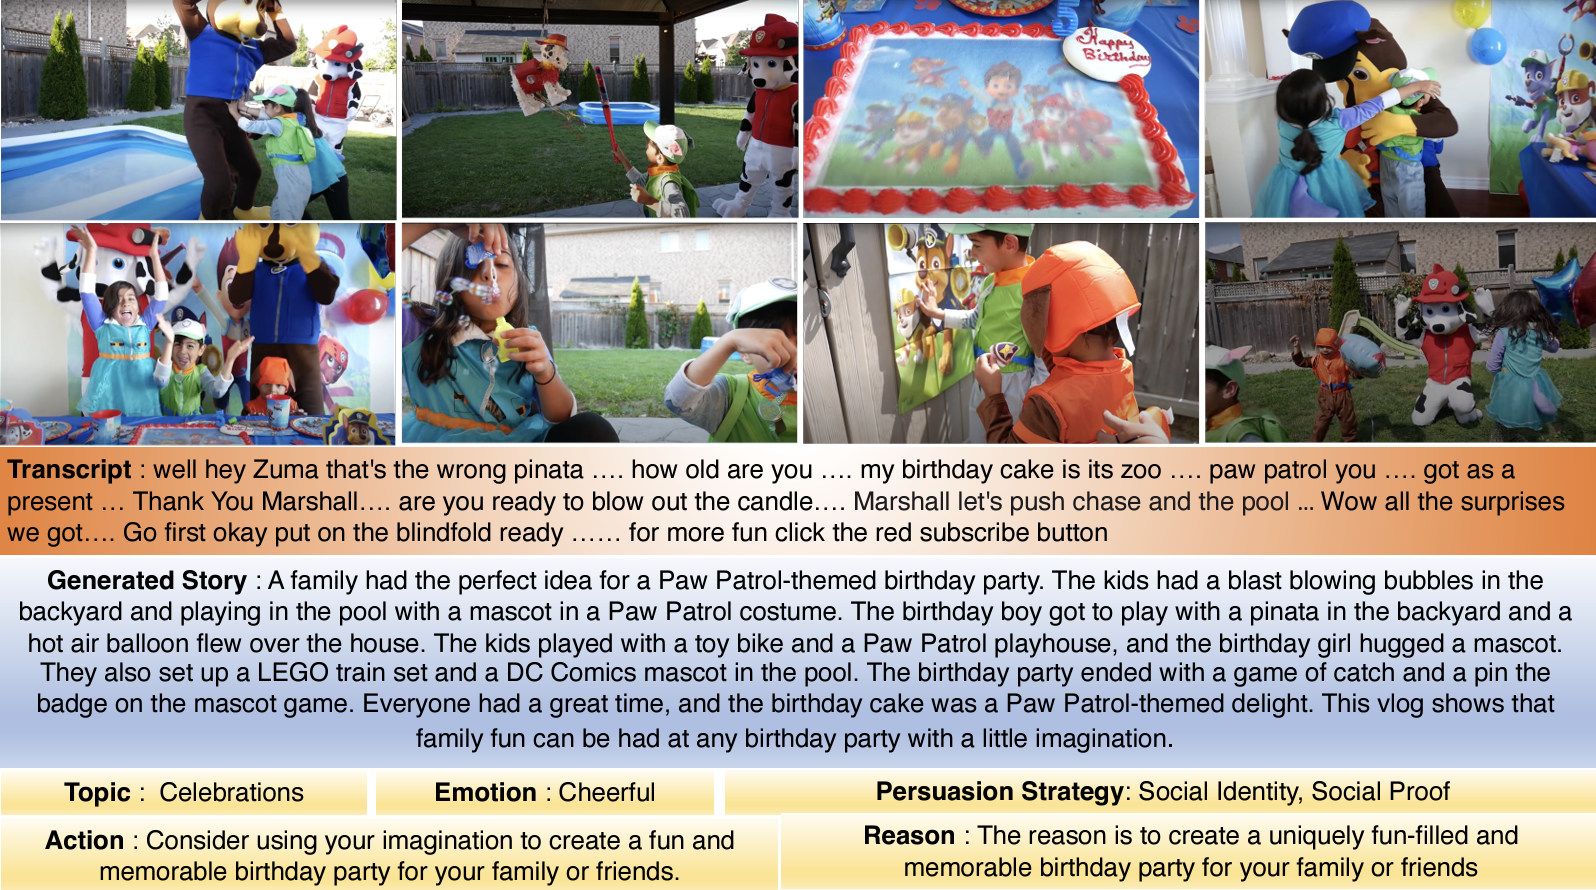 Happy
Birthday
Transcript : well hey Zuma that's the wrong pinata …. how old are you …. my birthday cake is its zoo …. paw patrol you …. got as a
present … Thank You Marshall…. are you ready to blow out the candle…. Marshall let's push chase and the pool ... Wow all the surprises
we got…. Go first okay put on the blindfold ready …… for more fun click the red subscribe button
Generated Story : A family had the perfect idea for a Paw Patrol-themed birthday party. The kids had a blast blowing bubbles in the
backyard and playing in the pool with a mascot in a Paw Patrol costume. The birthday boy got to play with a pinata in the backyard and a
hot air balloon flew over the house. The kids played with a toy bike and a Paw Patrol playhouse, and the birthday girl hugged a mascot.
They also set up a LEGO train set and a DC Comics mascot in the pool. The birthday party ended with a game of catch and a pin the
badge on the mascot game. Everyone had a great time, and the birthday cake was a Paw Patrol-themed delight. This vlog shows that
family fun can be had at any birthday party with a little imagination.
Topic : Celebrations
Emotion : Cheerful
Persuasion Strategy: Social Identity, Social Proof
Action : Consider using your imagination to create a fun and
memorable birthday party for your family or friends.
Reason : The reason is to create a uniquely fun-filled and
memorable birthday party for your family or friends